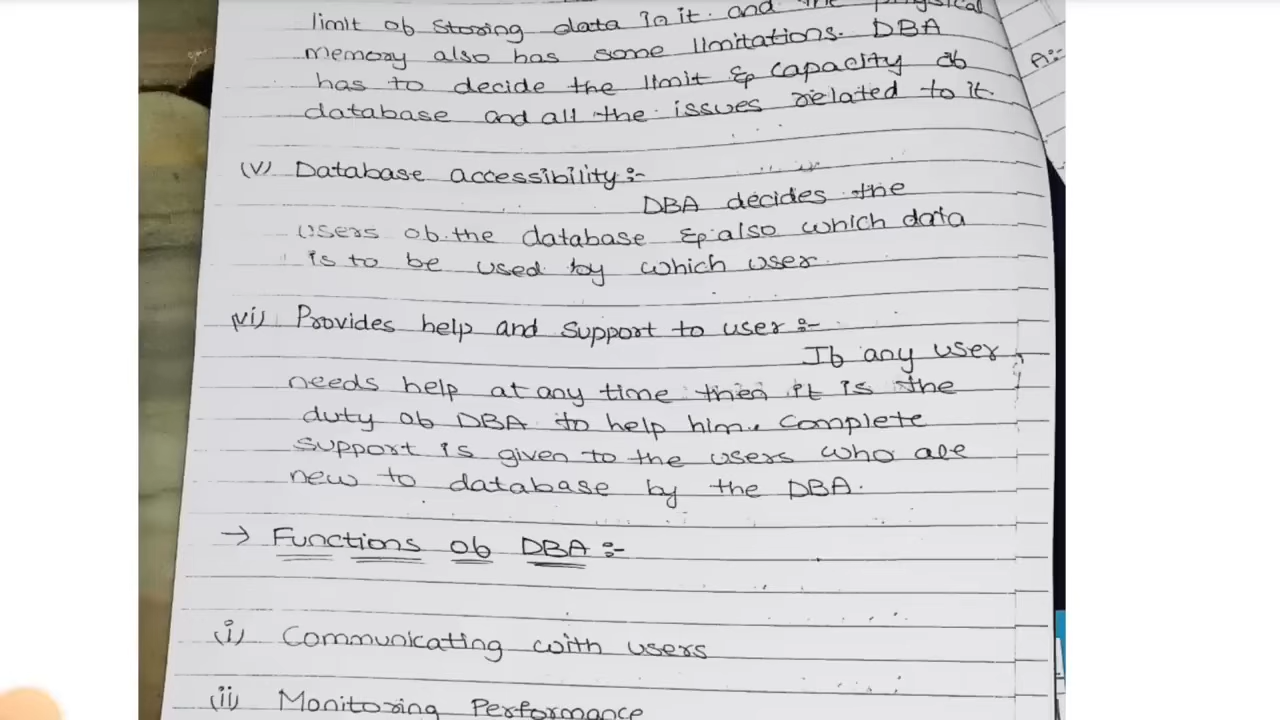 limit of storing data in it. and the physical
memory also has some limitations. DBA
has to decide the limit & capacity of
database and all the issues related to it.
(v) Database accessibility :-
DBA decides the
users of the database & also which data
is to be used by which user.
(vi) Provides help and support to user :-
If any user
needs help at any time then it is the
duty of DBA to help him. Complete
support is given to the users who are
new to database by the DBA.
→ Functions of DBA :-
(i) Communicating with users
(ii) Monitoring Performance